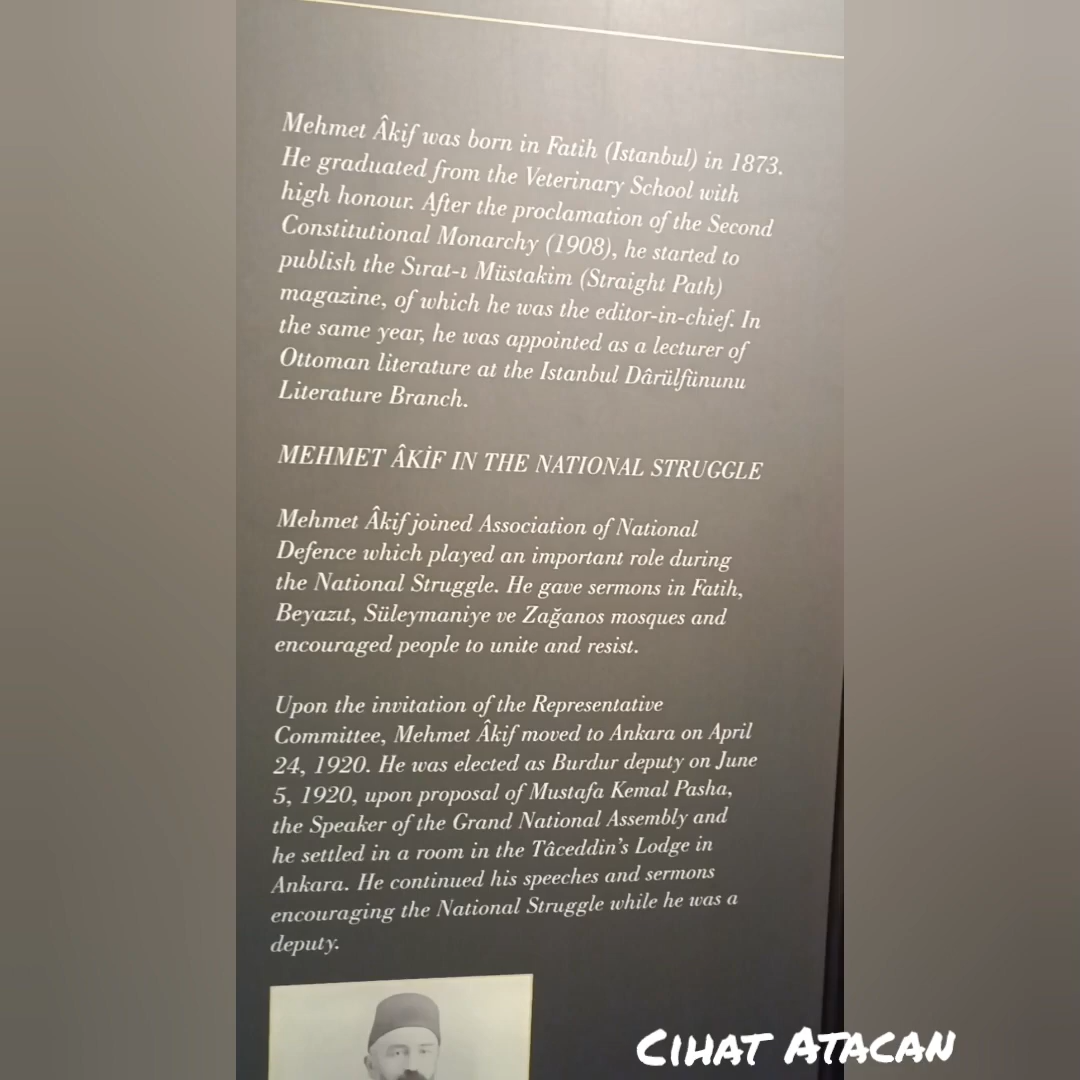 Mehmet Âkif was born in Fatih (Istanbul) in 1873.
He graduated from the Veterinary School with
high honour. After the proclamation of the Second
Constitutional Monarchy (1908), he started to
publish the Sırat-ı Müstakim (Straight Path)
magazine, of which he was the editor-in-chief. In
the same year, he was appointed as a lecturer of
Ottoman literature at the Istanbul Dârülfünunu
Literature Branch.
MEHMET ÂKİF IN THE NATIONAL STRUGGLE
Mehmet Âkif joined Association of National
Defence which played an important role during
the National Struggle. He gave sermons in Fatih,
Beyazıt, Süleymaniye ve Zağanos mosques and
encouraged people to unite and resist.
Upon the invitation of the Representative
Committee, Mehmet Âkif moved to Ankara on April
24, 1920. He was elected as Burdur deputy on June
5, 1920, upon proposal of Mustafa Kemal Pasha,
the Speaker of the Grand National Assembly and
he settled in a room in the Tâceddin's Lodge in
Ankara. He continued his speeches and sermons
encouraging the National Struggle while he was a
deputy.
CIHAT ATACAN